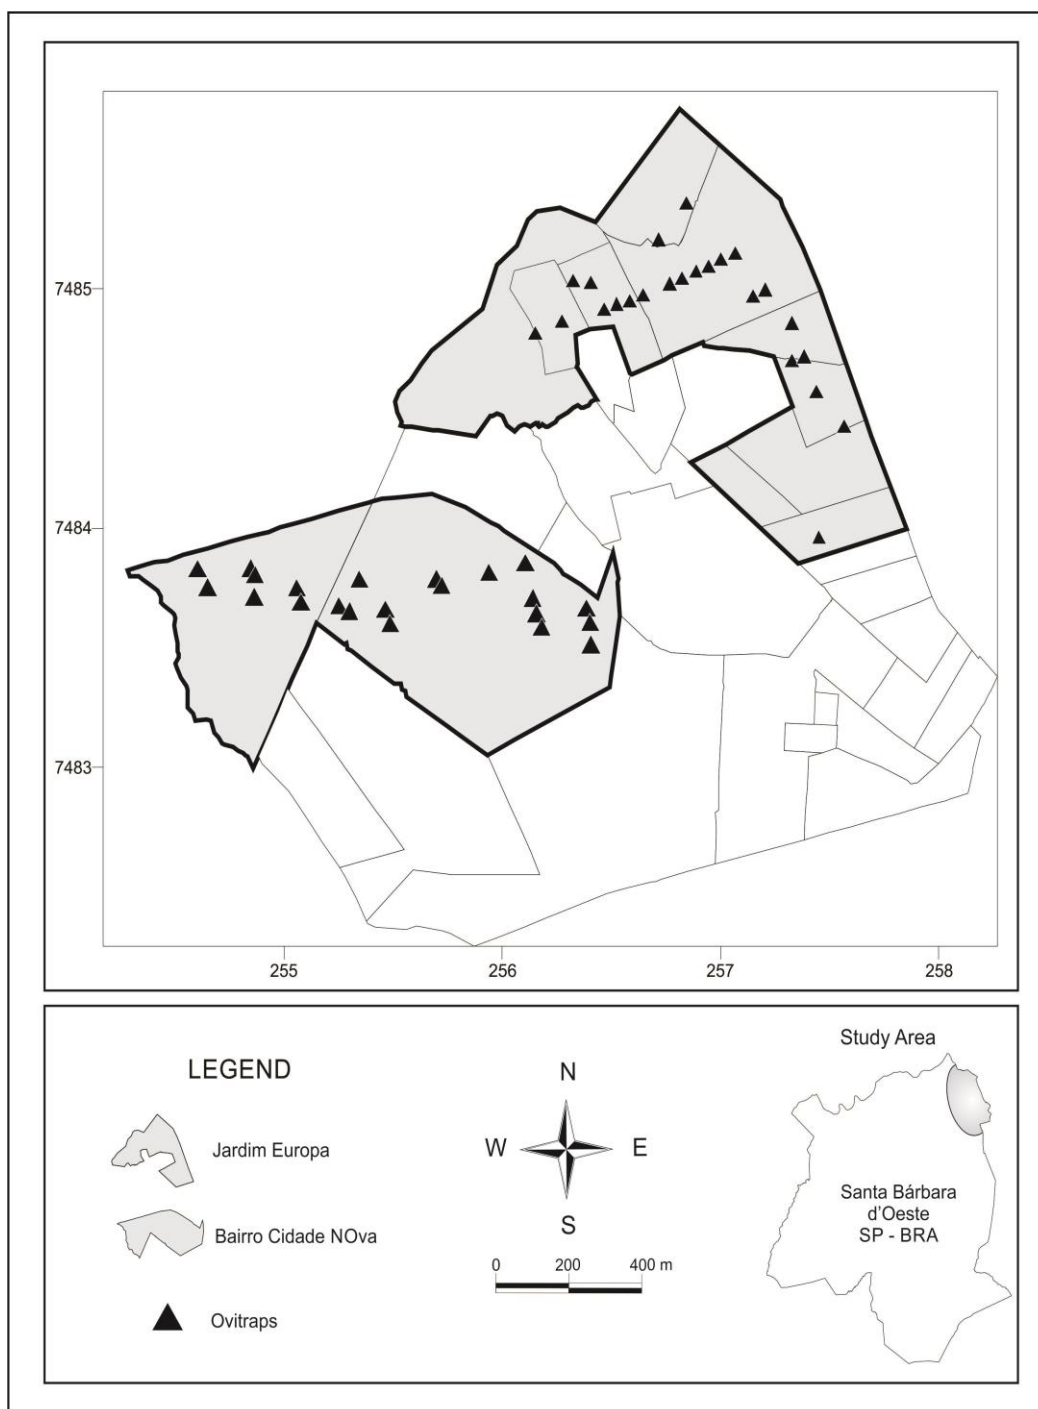 7485
7484
7483
255
256
257
258
LEGEND
Jardim Europa
Bairro Cidade NOva
Ovitraps
N
W
E
S
0
200
400 m
Study Area
Santa Bárbara
d'Oeste
SP - BRA